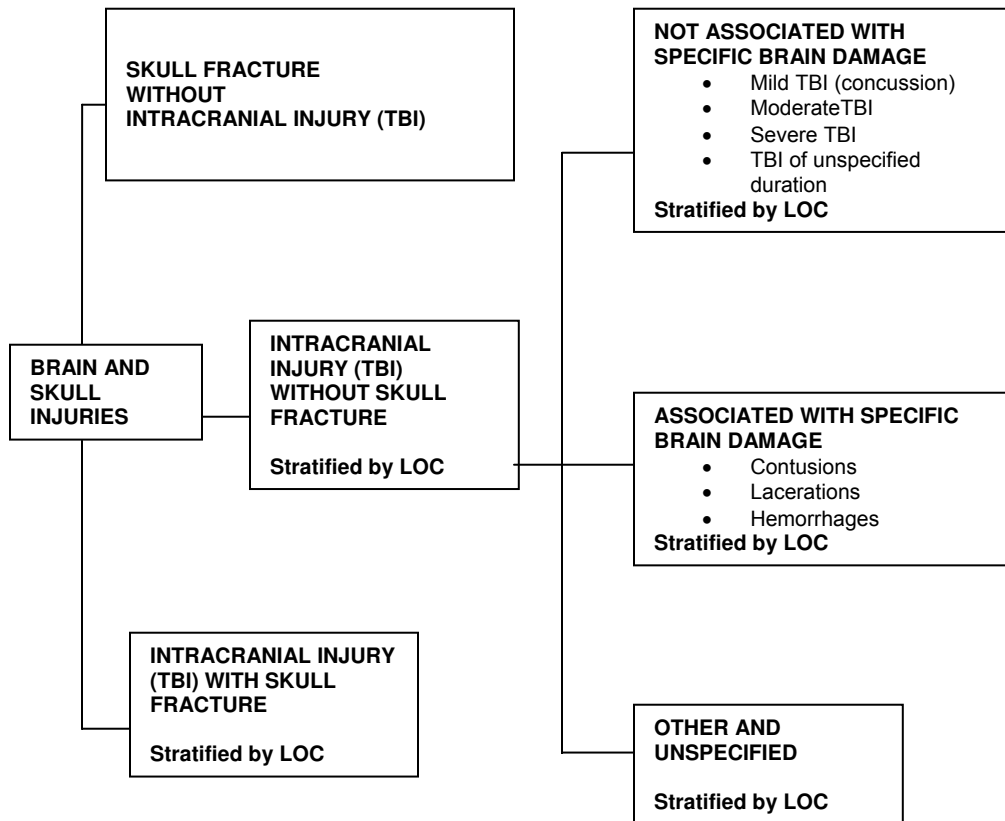 SKULL FRACTURE
WITHOUT
INTRACRANIAL INJURY (TBI)
NOT ASSOCIATED WITH
SPECIFIC BRAIN DAMAGE
• Mild TBI (concussion)
• ModerateTBI
• Severe TBI
• TBI of unspecified
duration
Stratified by LOC
BRAIN AND
SKULL
INJURIES
INTRACRANIAL
INJURY (TBI)
WITHOUT SKULL
FRACTURE
Stratified by LOC
ASSOCIATED WITH SPECIFIC
BRAIN DAMAGE
• Contusions
• Lacerations
• Hemorrhages
Stratified by LOC
INTRACRANIAL INJURY
(TBI) WITH SKULL
FRACTURE
Stratified by LOC
OTHER AND
UNSPECIFIED
Stratified by LOC